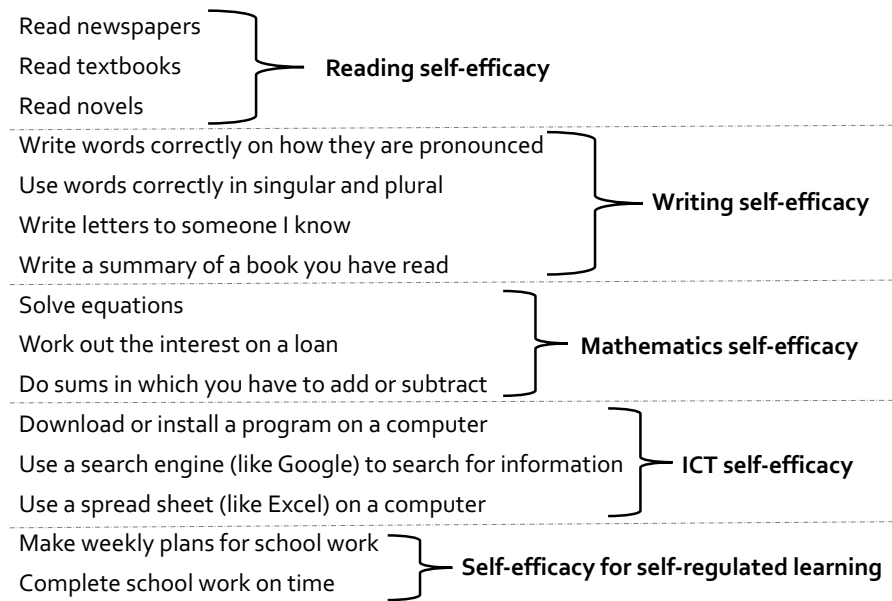 Read newspapers
Read textbooks
Reading self-efficacy
Read novels
Write words correctly on how they are pronounced
Use words correctly in singular and plural
Writing self-efficacy
Write letters to someone I know
Write a summary of a book you have read
Solve equations
Work out the interest on a loan
Mathematics self-efficacy
Do sums in which you have to add or subtract
Download or install a program on a computer
Use a search engine (like Google) to search for information
ICT self-efficacy
Use a spread sheet (like Excel) on a computer
Make weekly plans for school work
Self-efficacy for self-regulated learning
Complete school work on time